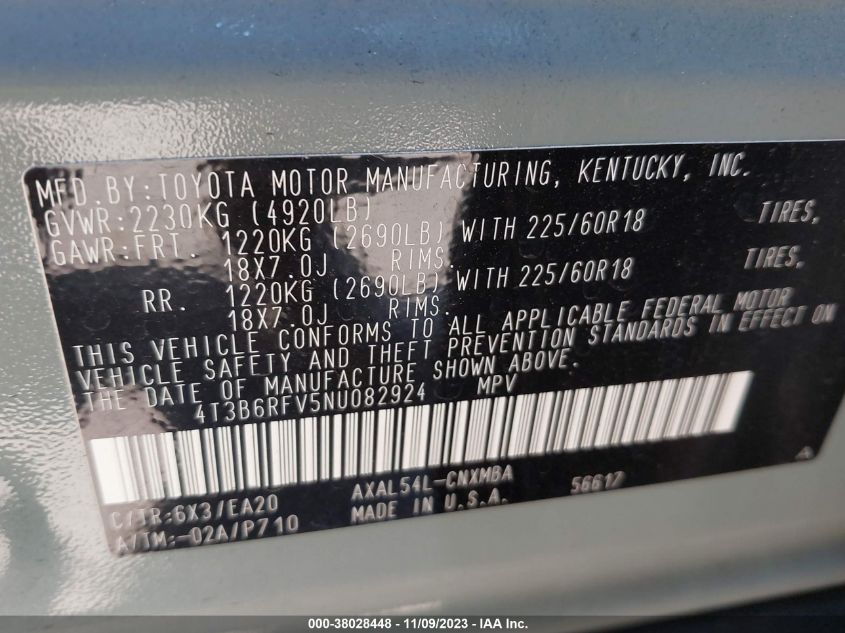 MFD.BY:TOYOTA MOTOR MANUFACTURING, KENTUCKY, INC.
GVWR:2230KG (4920LB)
GAWR:FRT. 1220KG (2690LB) WITH 225/60R18 TIRES,
18X7.0J RIMS.
RR. 1220KG (2690LB) WITH 225/60R18 TIRES,
18X7.0J RIMS.
THIS VEHICLE CONFORMS TO ALL APPLICABLE FEDERAL MOTOR
VEHICLE SAFETY AND THEFT PREVENTION STANDARDS IN EFFECT ON
THE DATE OF MANUFACTURE SHOWN ABOVE.
4T3B6RFV5NU082924 MPV
C/TR:6X3/EA20 AXAL54L-CNXMBA 56617
A/TM:-02A/P710 MADE IN U.S.A.
A
000-38028448 - 11/09/2023 - IAA Inc.